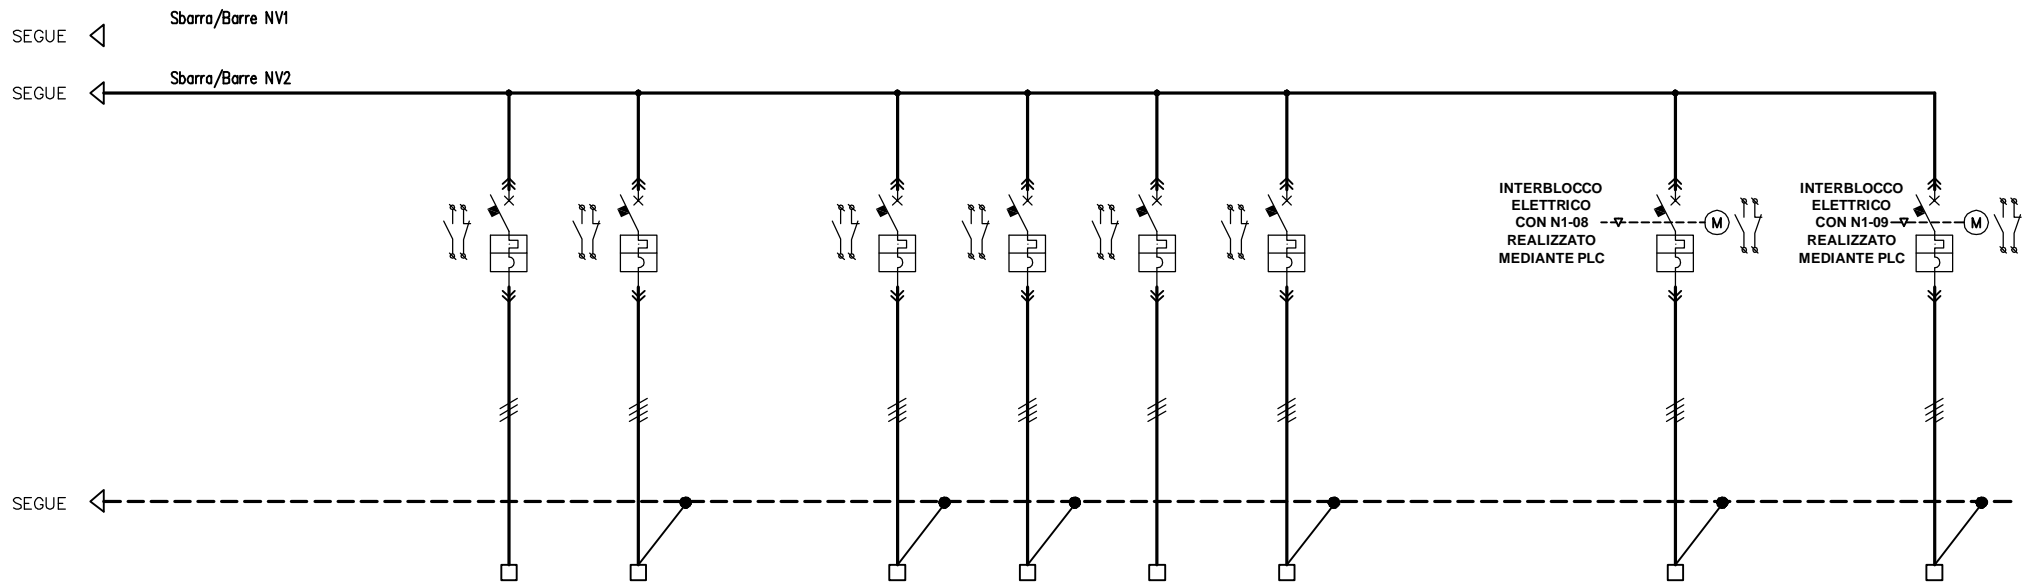 Sbarra/Barre NV1
SEGUE
Sbarra/Barre NV2
SEGUE
INTERBLOCCO
ELETTRICO
CON N1-08
REALIZZATO
MEDIANTE PLC
M
INTERBLOCCO
ELETTRICO
CON N1-09
REALIZZATO
MEDIANTE PLC
M
SEGUE